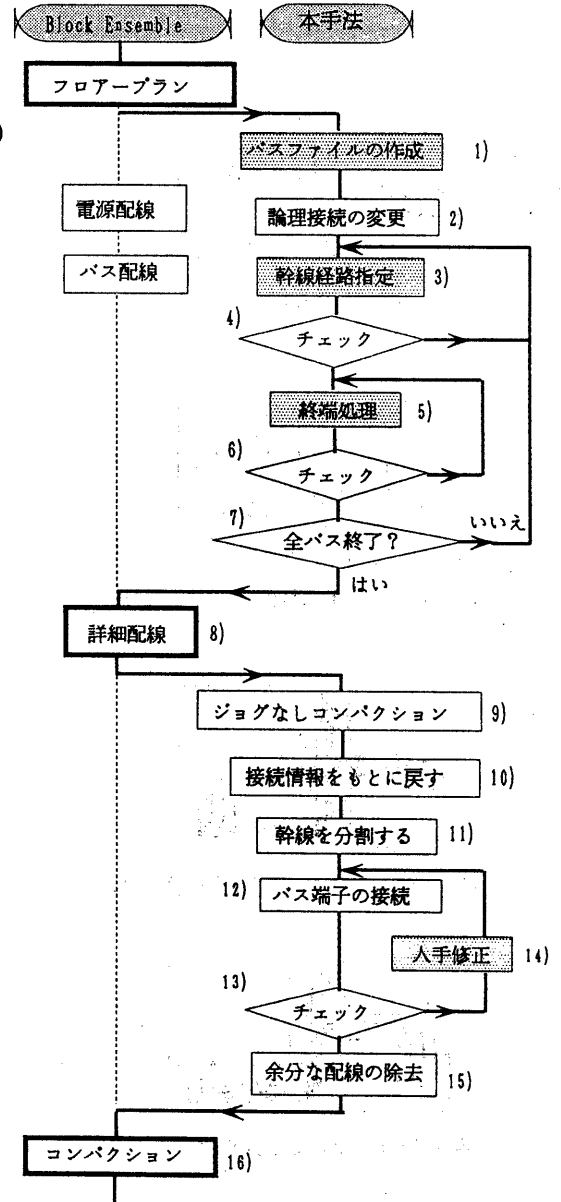 Block Ensemble
本手法
フロアープラン
)
バスファイルの作成 1)
電源配線
論理接続の変更 2)
バス配線
幹線経路指定 3)
4) チェック
終端処理 5)
6) チェック
7) 全バス終了？ いいえ
はい
詳細配線 8)
ジョグなしコンパクション 9)
接続情報をもとに戻す 10)
幹線を分割する 11)
12) バス端子の接続
人手修正 14)
13) チェック
余分な配線の除去 15)
コンパクション 16)